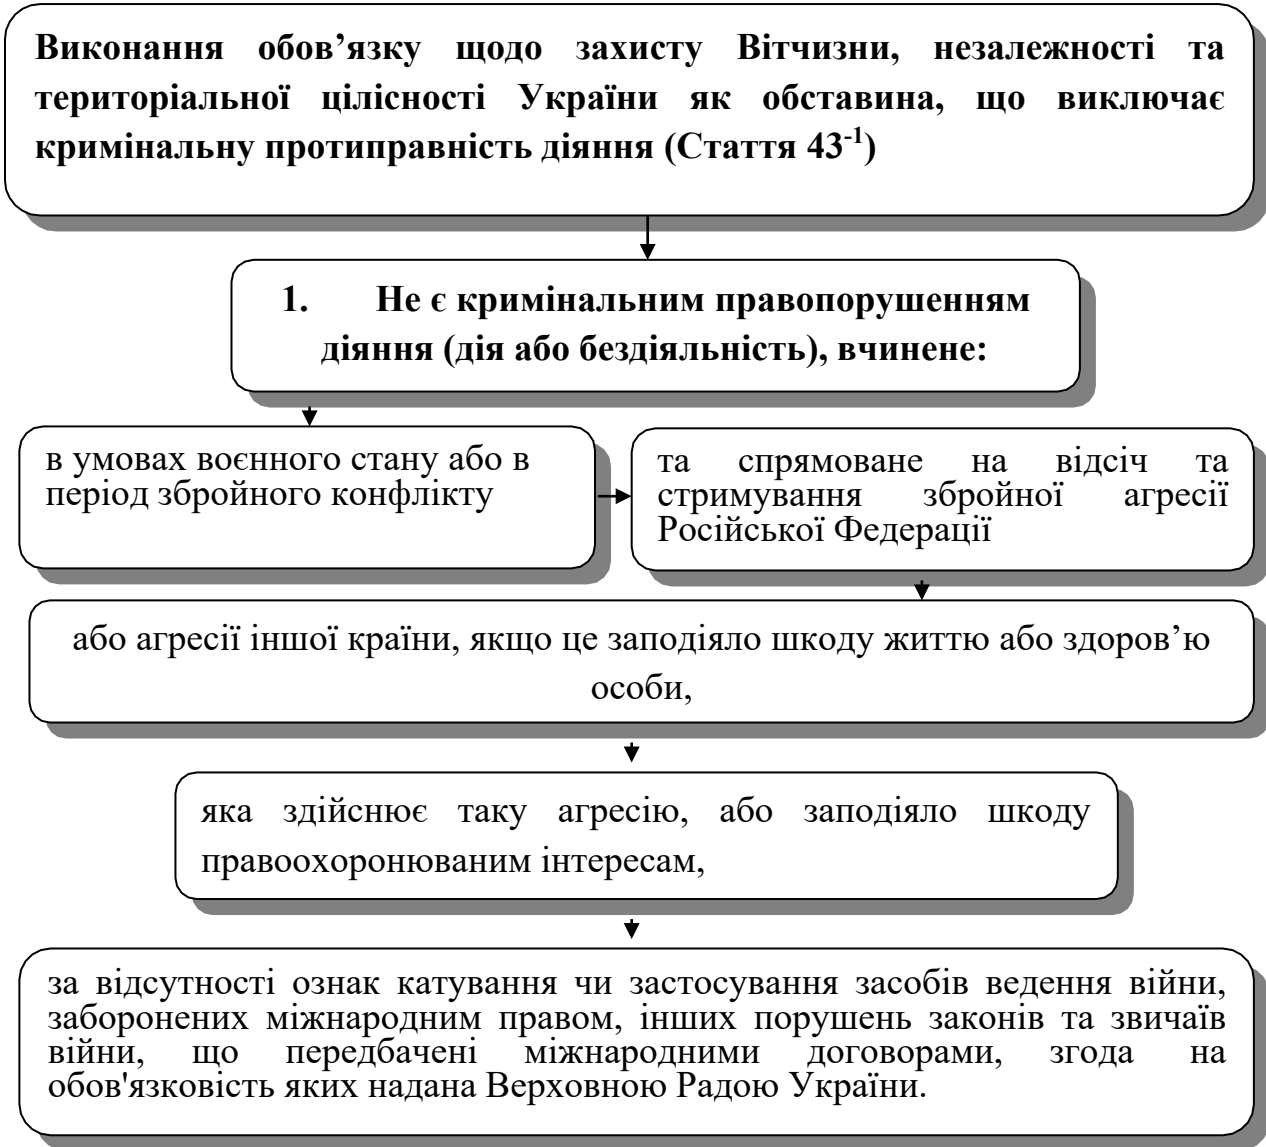 Виконання обов’язку щодо захисту Вітчизни, незалежності та
територіальної цілісності України як обставина, що виключає
кримінальну протиправність діяння (Стаття 43-1)
1. Не є кримінальним правопорушенням
діяння (дія або бездіяльність), вчинене:
в умовах воєнного стану або в
період збройного конфлікту
та спрямоване на відсіч та
стримування збройної агресії
Російської Федерації
або агресії іншої країни, якщо це заподіяло шкоду життю або здоров’ю
особи,
яка здійснює таку агресію, або заподіяло шкоду
правоохоронюваним інтересам,
за відсутності ознак катування чи застосування засобів ведення війни,
заборонених міжнародним правом, інших порушень законів та звичаїв
війни, що передбачені міжнародними договорами, згода на
обов'язковість яких надана Верховною Радою України.